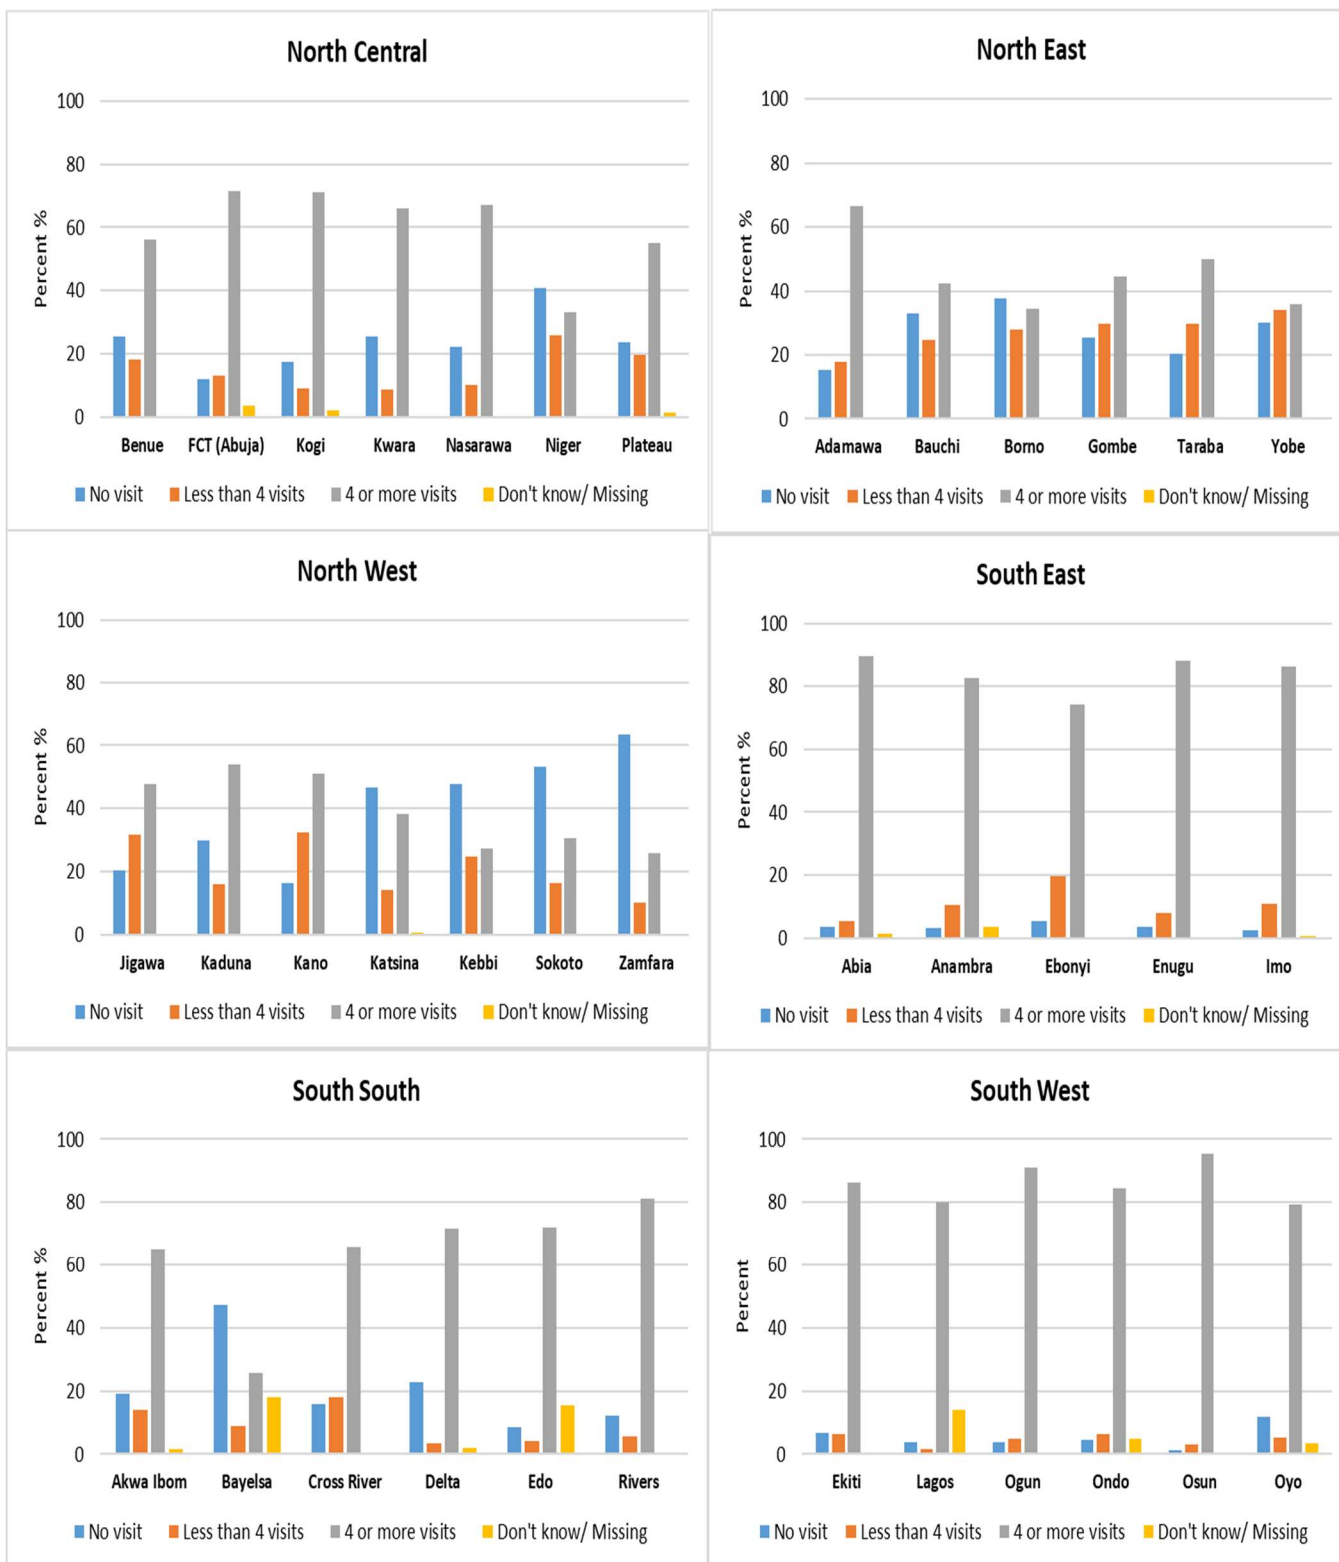 North Central
100
80
60
40
20
0
Percent %
Benue FCT (Abuja) Kogi Kwara Nasarawa Niger Plateau
No visit Less than 4 visits 4 or more visits Don't know/ Missing
North East
100
80
60
40
20
0
Percent %
Adamawa Bauchi Borno Gombe Taraba Yobe
No visit Less than 4 visits 4 or more visits Don't know/ Missing
North West
100
80
60
40
20
0
Percent %
Jigawa Kaduna Kano Katsina Kebbi Sokoto Zamfara
No visit Less than 4 visits 4 or more visits Don't know/ Missing
South East
100
80
60
40
20
0
Percent %
Abia Anambra Ebonyi Enugu Imo
No visit Less than 4 visits 4 or more visits Don't know/ Missing
South South
100
80
60
40
20
0
Percent %
Akwa Ibom Bayelsa Cross River Delta Edo Rivers
No visit Less than 4 visits 4 or more visits Don't know/ Missing
South West
100
80
60
40
20
0
Percent
Ekiti Lagos Ogun Ondo Osun Oyo
No visit Less than 4 visits 4 or more visits Don't know/ Missing